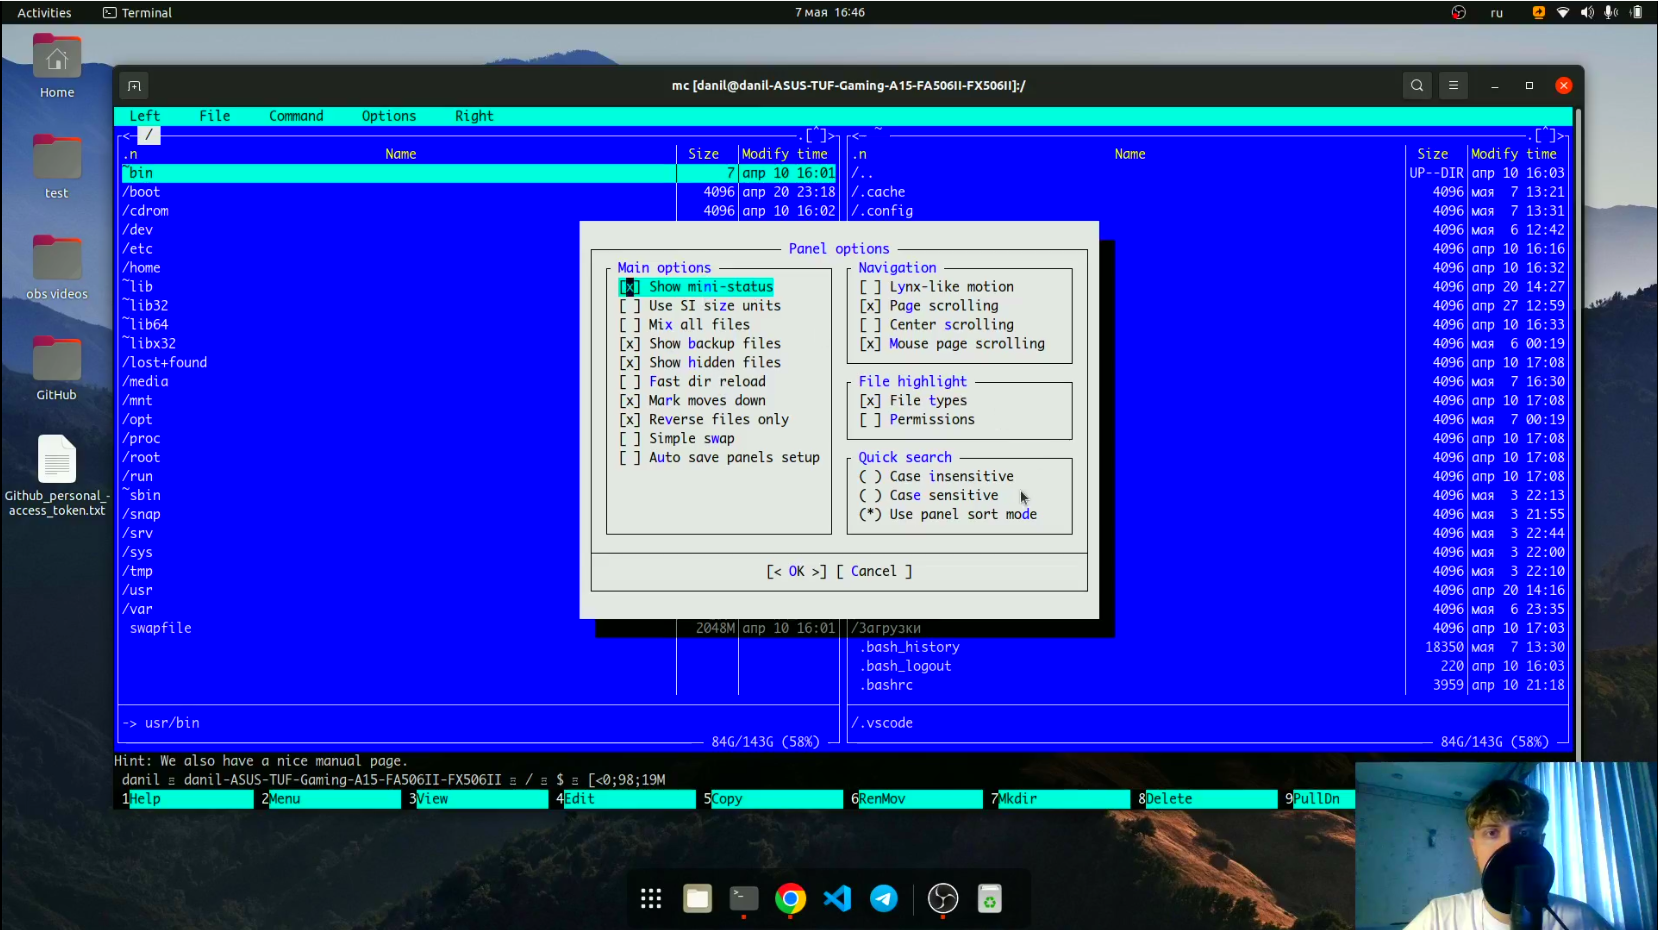 Activities Terminal 7 мая 16:46 ru
Home
test
obs videos
GitHub
Github_personal_-
access_token.txt
mc [danil@danil-ASUS-TUF-Gaming-A15-FA506II-FX506II]:/
Left File Command Options Right
<- / .[^]> <- ~ .[^]>
.n Name Size Modify time .n Name Size Modify time
~bin 7 апр 10 16:01 /.. UP--DIR апр 10 16:03
/boot 4096 апр 20 23:18 /.cache 4096 мая 7 13:21
/cdrom 4096 апр 10 16:02 /.config 4096 мая 7 13:31
/dev 4096 мая 6 12:42
/etc 4096 апр 10 16:16
/home 4096 апр 10 16:32
~lib 4096 апр 20 14:27
~lib32 4096 апр 27 12:59
~lib64 4096 апр 10 16:33
~libx32 4096 мая 6 00:19
/lost+found 4096 апр 10 17:08
/media 4096 мая 7 16:30
/mnt 4096 апр 10 17:08
/opt 4096 мая 7 00:19
/proc 4096 апр 10 17:08
/root 4096 апр 10 17:08
/run 4096 апр 10 17:08
~sbin 4096 мая 3 22:13
/snap 4096 мая 3 21:55
/srv 4096 мая 3 22:44
/sys 4096 мая 3 22:00
/tmp 4096 мая 3 22:10
/usr 4096 апр 20 14:16
/var 4096 мая 6 23:35
swapfile 2048M апр 10 16:01 /Загрузки 4096 апр 10 17:03
.bash_history 18350 мая 7 13:30
.bash_logout 220 апр 10 16:03
.bashrc 3959 апр 10 21:18
Panel options
Main options
[x] Show mini-status
[ ] Use SI size units
[ ] Mix all files
[x] Show backup files
[x] Show hidden files
[ ] Fast dir reload
[x] Mark moves down
[x] Reverse files only
[ ] Simple swap
[ ] Auto save panels setup
Navigation
[ ] Lynx-like motion
[x] Page scrolling
[ ] Center scrolling
[x] Mouse page scrolling
File highlight
[x] File types
[ ] Permissions
Quick search
( ) Case insensitive
( ) Case sensitive
(*) Use panel sort mode
[< OK >] [ Cancel ]
-> usr/bin /.vscode
84G/143G (58%) 84G/143G (58%)
Hint: We also have a nice manual page.
danil danil-ASUS-TUF-Gaming-A15-FA506II-FX506II / $ [<0;98;19M
1Help 2Menu 3View 4Edit 5Copy 6RenMov 7Mkdir 8Delete 9PullDn